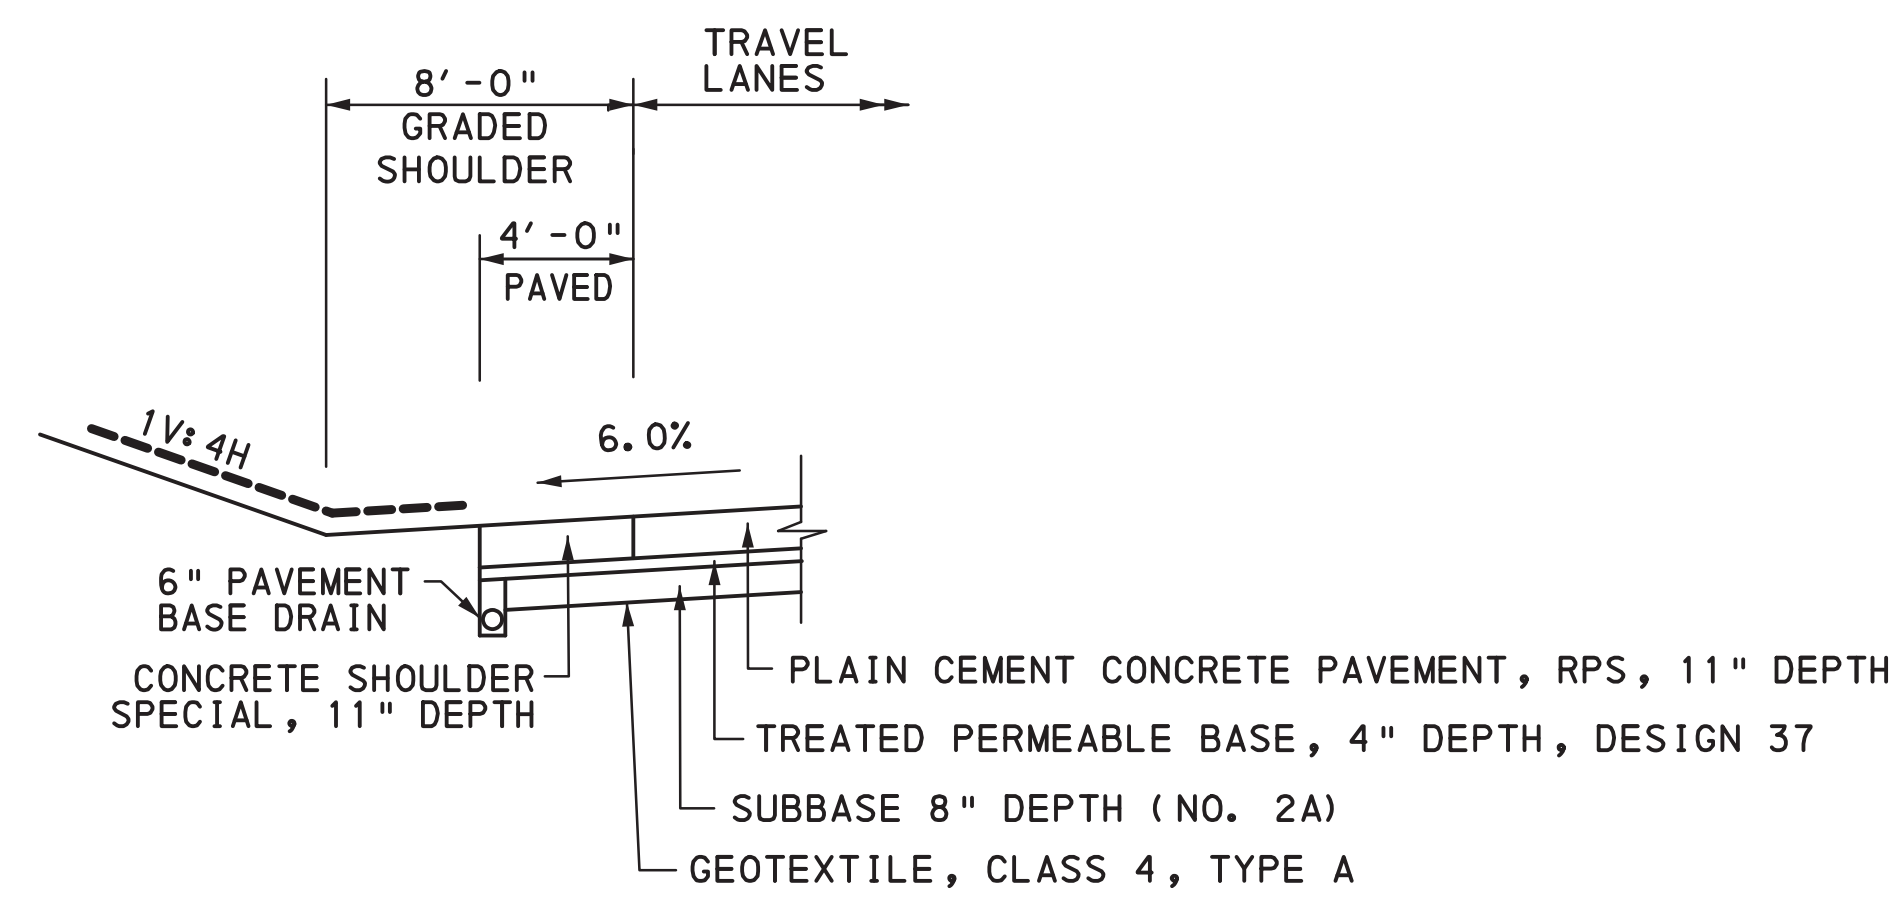 TRAVEL
LANES
8'-0"
GRADED
SHOULDER
4'-0"
PAVED
1V:4H
6.0%
6" PAVEMENT
BASE DRAIN
CONCRETE SHOULDER
SPECIAL, 11" DEPTH
PLAIN CEMENT CONCRETE PAVEMENT, RPS, 11" DEPTH
TREATED PERMEABLE BASE, 4" DEPTH, DESIGN 37
SUBBASE 8" DEPTH (NO. 2A)
GEOTEXTILE, CLASS 4, TYPE A